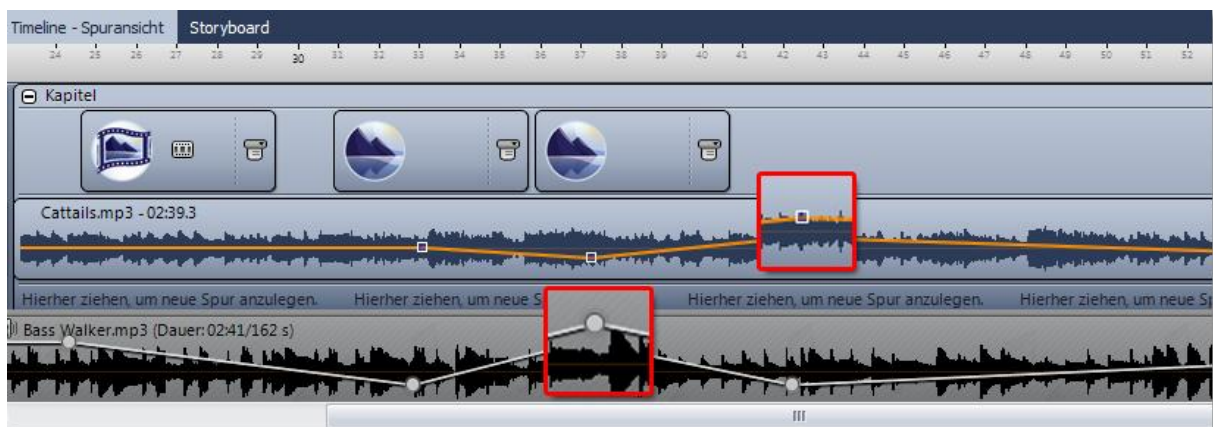 Timeline - Spuransicht Storyboard
24 25 26 27 28 29 30 31 32 33 34 35 36 37 38 39 40 41 42 43 44 45 46 47 48 49 50 51 52
Kapitel
Cattails.mp3 - 02:39.3
Hierher ziehen, um neue Spur anzulegen. Hierher ziehen, um neue S Hierher ziehen, um neue Spur anzulegen. Hierher ziehen, um neue Sp
Bass Walker.mp3 (Dauer: 02:41/162 s)